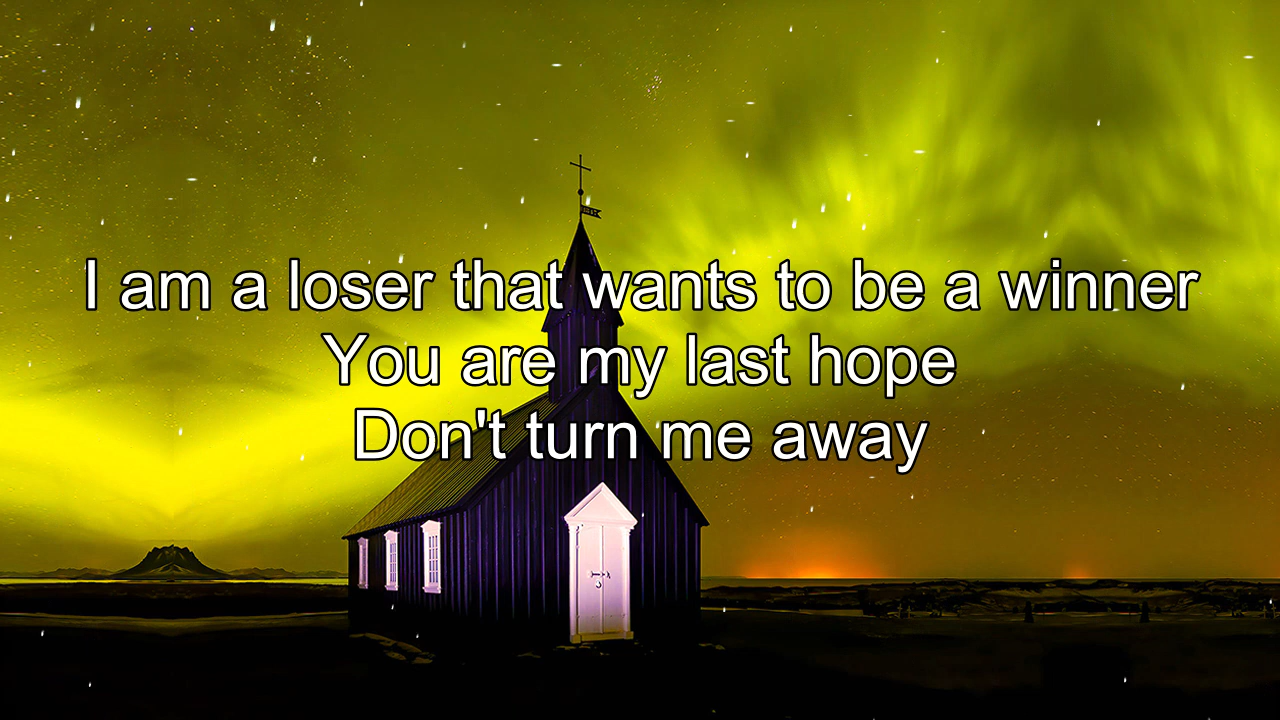 I am a loser that wants to be a winner
You are my last hope
Don't turn me away